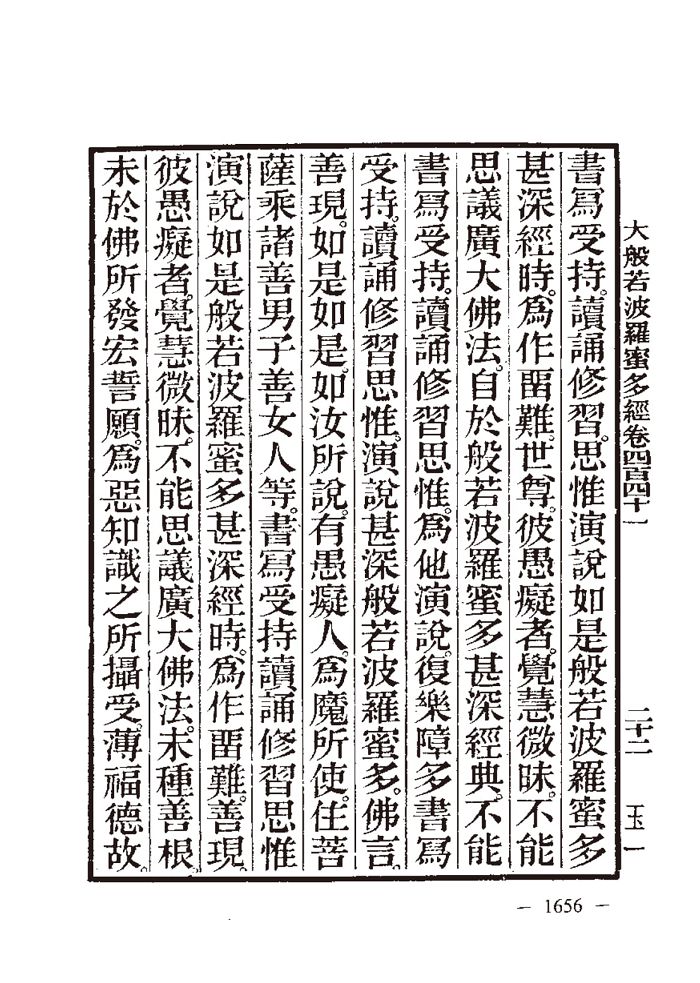 大般若波羅蜜多經卷四百四十一 二十二 玉一
書寫受持。讀誦修習。思惟演說如是般若波羅蜜多
甚深經時。爲作留難。世尊。彼愚癡者。覺慧微昧。不能
思議廣大佛法。自於般若波羅蜜多甚深經典。不能
書寫受持。讀誦修習思惟。爲他演說。復樂障多書寫
受持。讀誦修習思惟。演說甚深般若波羅蜜多。佛言。
善現。如是如是。如汝所說。有愚癡人。爲魔所使。住菩
薩乘諸善男子善女人等。書寫受持讀誦修習思惟
演說如是般若波羅蜜多甚深經時。爲作留難。善現。
彼愚癡者。覺慧微昧。不能思議廣大佛法。未種善根。
未於佛所發宏誓願。爲惡知識之所攝受。薄福德故。
— 1656 —